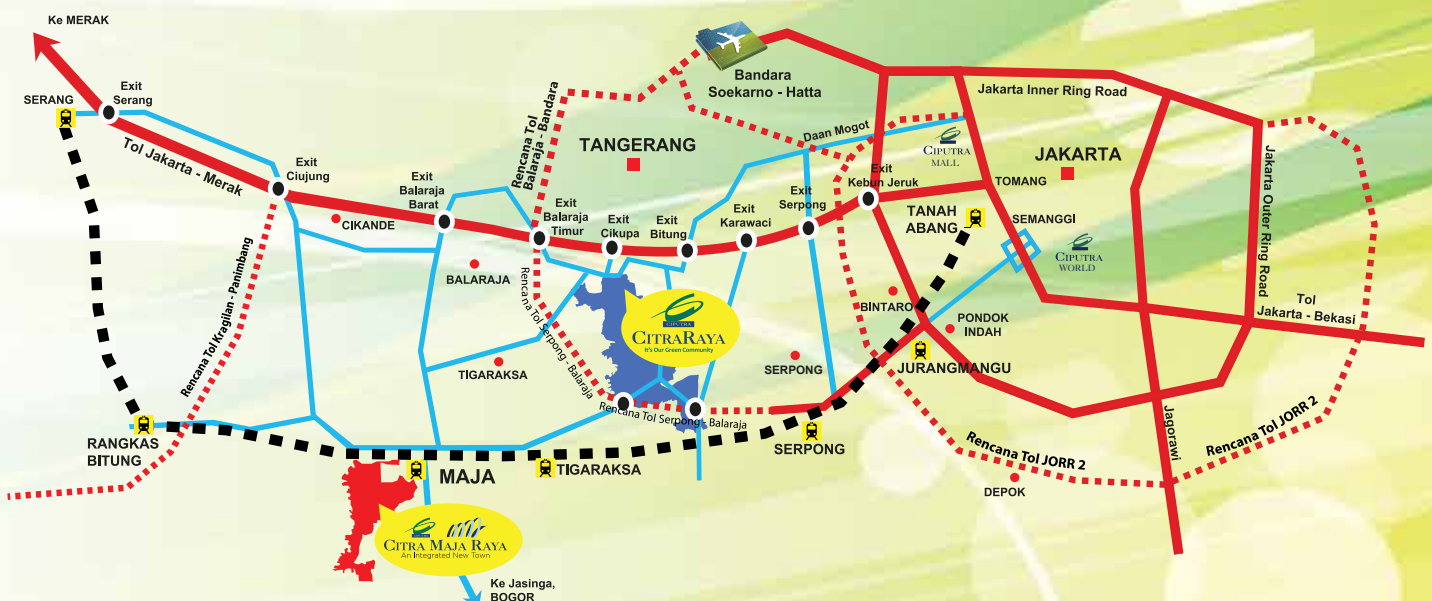 Ke MERAK
SERANG
Exit
Serang
Tol Jakarta - Merak
Exit
Ciujung
CIKANDE
Exit
Balaraja
Barat
BALARAJA
Rencana Tol
Balaraja - Bandara
Exit
Balaraja
Timur
TANGERANG
Exit
Cikupa
Exit
Bitung
Exit
Karawaci
Exit
Serpong
Exit
Kebun Jeruk
Bandara
Soekarno - Hatta
Daan Mogot
Jakarta Inner Ring Road
CIPUTRA
MALL
JAKARTA
TOMANG
TANAH
ABANG
SEMANGGI
CIPUTRA
WORLD
Jakarta Outer Ring Road
Tol
Jakarta - Bekasi
BINTARO
PONDOK
INDAH
JURANGMANGU
Rencana Tol Kragilan - Panimbang
Rencana Tol Serpong - Balaraja
CIPUTRA
CITRARAYA
It's Our Green Community
TIGARAKSA
SERPONG
Rencana Tol Serpong - Balaraja
RANGKAS
BITUNG
MAJA
TIGARAKSA
SERPONG
Jagorawi
Rencana Tol JORR 2
Rencana Tol JORR 2
DEPOK
CIPUTRA
CITRA MAJA RAYA
An Integrated New Town
Ke Jasinga,
BOGOR